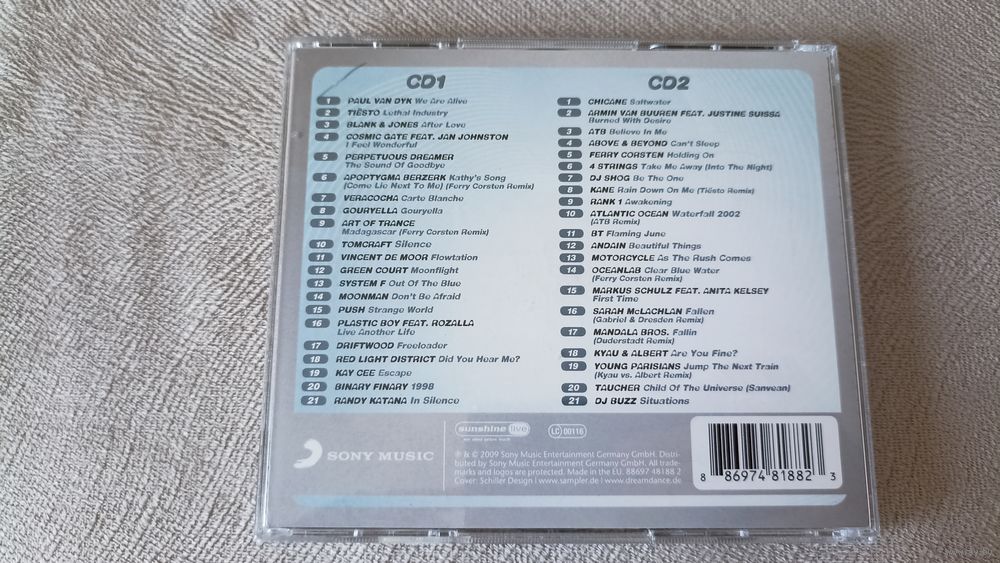 CD1
1 PAUL VAN DYK We Are Alive
2 TIËSTO Lethal Industry
3 BLANK & JONES After Love
4 COSMIC GATE FEAT. JAN JOHNSTON
I Feel Wonderful
5 PERPETUOUS DREAMER
The Sound Of Goodbye
6 APOPTYGMA BERZERK Kathy's Song
(Come Lie Next To Me) (Ferry Corsten Remix)
7 VERACOCHA Carte Blanche
8 GOURYELLA Gouryella
9 ART OF TRANCE
Madagascar (Ferry Corsten Remix)
10 TOMCRAFT Silence
11 VINCENT DE MOOR Flowtation
12 GREEN COURT Moonflight
13 SYSTEM F Out Of The Blue
14 MOONMAN Don't Be Afraid
15 PUSH Strange World
16 PLASTIC BOY FEAT. ROZALLA
Live Another Life
17 DRIFTWOOD Freeloader
18 RED LIGHT DISTRICT Did You Hear Me?
19 KAY CEE Escape
20 BINARY FINARY 1998
21 RANDY KATANA In Silence
CD2
1 CHICANE Saltwater
2 ARMIN VAN BUUREN FEAT. JUSTINE SUISSA
Burned With Desire
3 ATB Believe In Me
4 ABOVE & BEYOND Can't Sleep
5 FERRY CORSTEN Holding On
6 4 STRINGS Take Me Away (Into The Night)
7 DJ SHOG Be The One
8 KANE Rain Down On Me (Tiësto Remix)
9 RANK 1 Awakening
10 ATLANTIC OCEAN Waterfall 2002
(ATB Remix)
11 BT Flaming June
12 ANDAIN Beautiful Things
13 MOTORCYCLE As The Rush Comes
14 OCEANLAB Clear Blue Water
(Ferry Corsten Remix)
15 MARKUS SCHULZ FEAT. ANITA KELSEY
First Time
16 SARAH McLACHLAN Fallen
(Gabriel & Dresden Remix)
17 MANDALA BROS. Fallin
(Duderstadt Remix)
18 KYAU & ALBERT Are You Fine?
19 YOUNG PARISIANS Jump The Next Train
(Kyau vs. Albert Remix)
20 TAUCHER Child Of The Universe (Sanvean)
21 DJ BUZZ Situations
SONY MUSIC
sunshine live
LC 00116
℗ & © 2009 Sony Music Entertainment Germany GmbH. Distri-
buted by Sony Music Entertainment Germany GmbH. All trade-
marks and logos are protected. Made in the EU. 88697 48188 2
Cover: Schiller Design | www.sampler.de | www.dreamdance.de
8 86974 81882 3